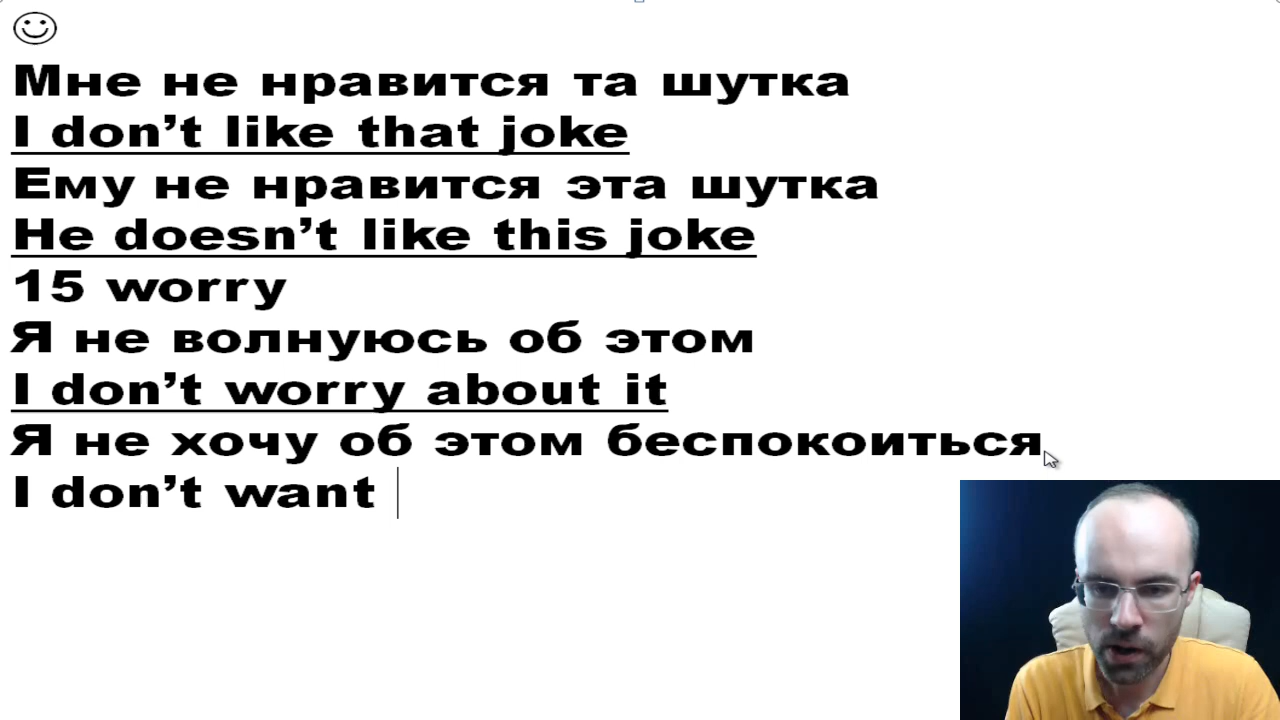 Мне не нравится та шутка
I don’t like that joke
Ему не нравится эта шутка
He doesn’t like this joke
15 worry
Я не волнуюсь об этом
I don’t worry about it
Я не хочу об этом беспокоиться
I don’t want